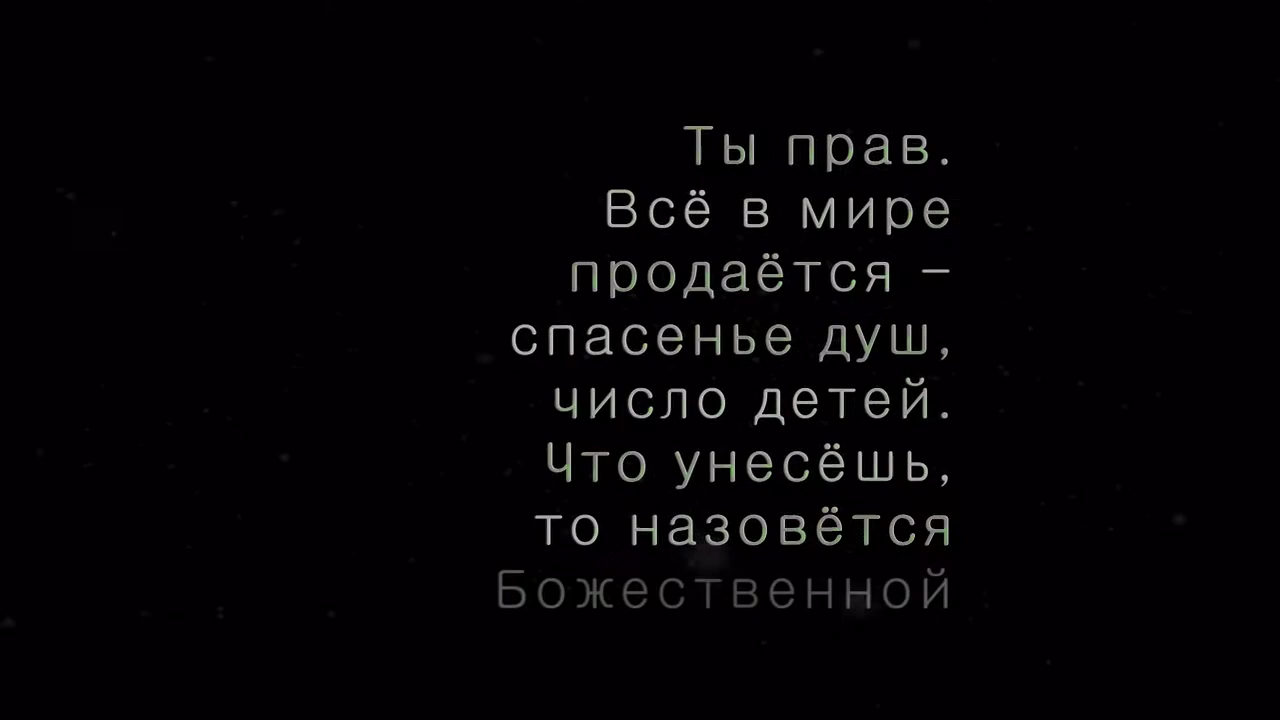 Ты прав.
Всё в мире
продаётся –
спасенье душ,
число детей.
Что унесёшь,
то назовётся
Божественной